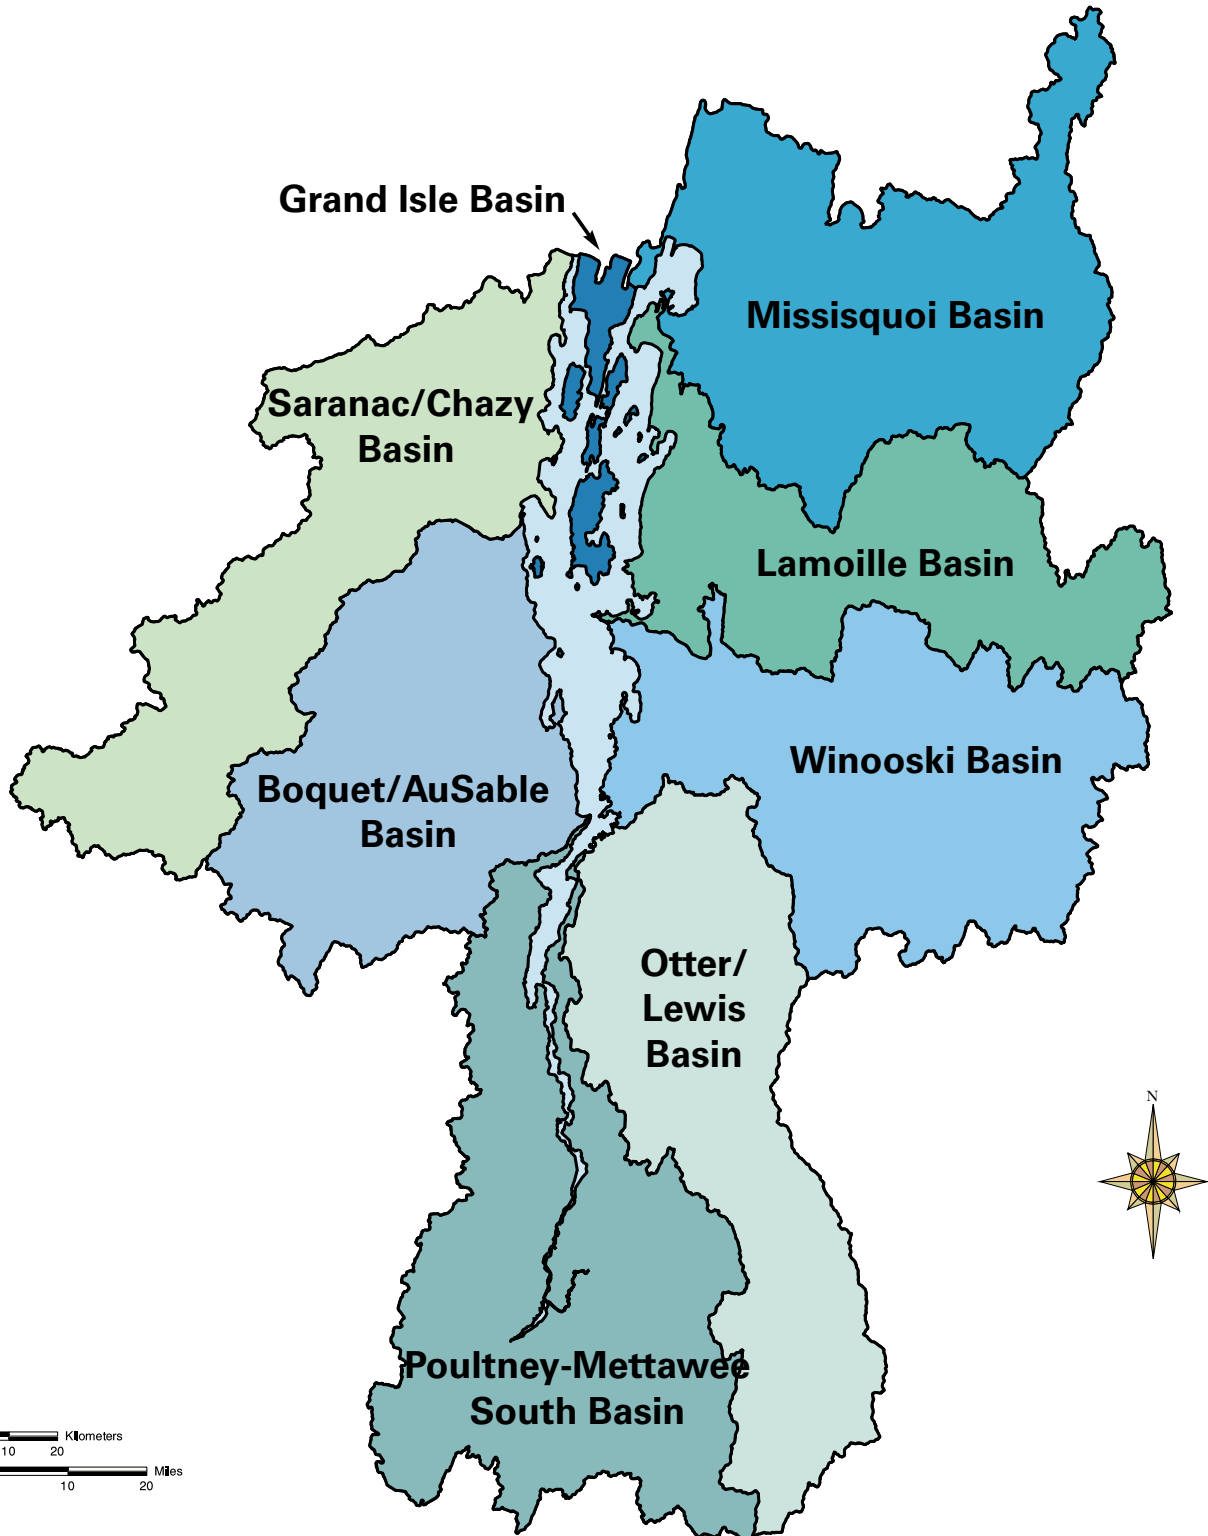 Grand Isle Basin
Missisquoi Basin
Saranac/Chazy
Basin
Lamoille Basin
Winooski Basin
Boquet/AuSable
Basin
Otter/
Lewis
Basin
N
Poultney-Mettawee
South Basin
Kilometers
10 20
Miles
10 20